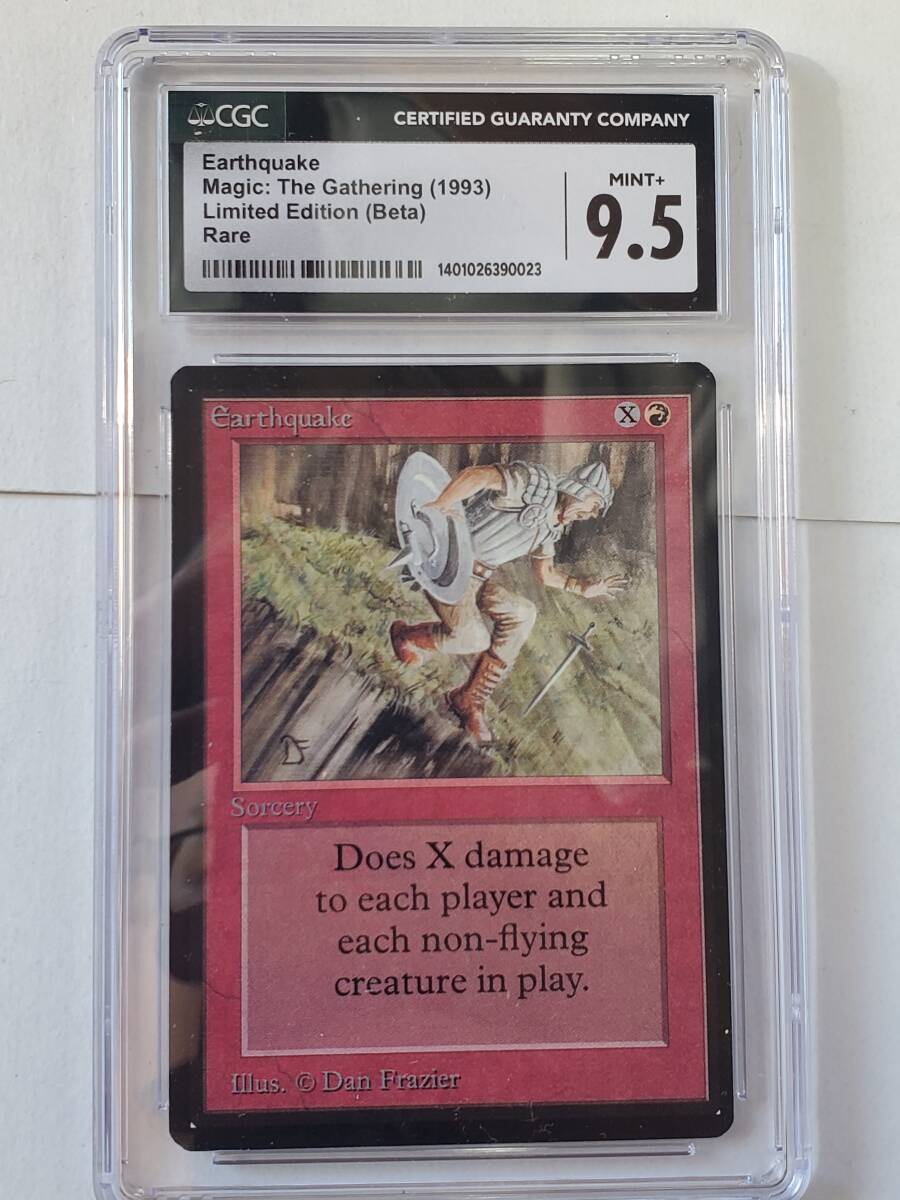 CGC CERTIFIED GUARANTY COMPANY
Earthquake
Magic: The Gathering (1993)
Limited Edition (Beta)
Rare
MINT+
9.5
1401026390023
Earthquake X
DF
Sorcery
Does X damage
to each player and
each non-flying
creature in play.
Illus. © Dan Frazier